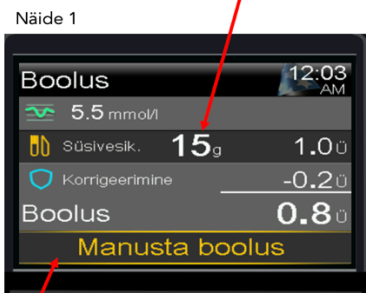 Näide 1
Boolus 12:03 AM
5.5 mmol/l
Süsivesik. 15g 1.0ü
Korrigeerimine -0.2ü
Boolus 0.8ü
Manusta boolus